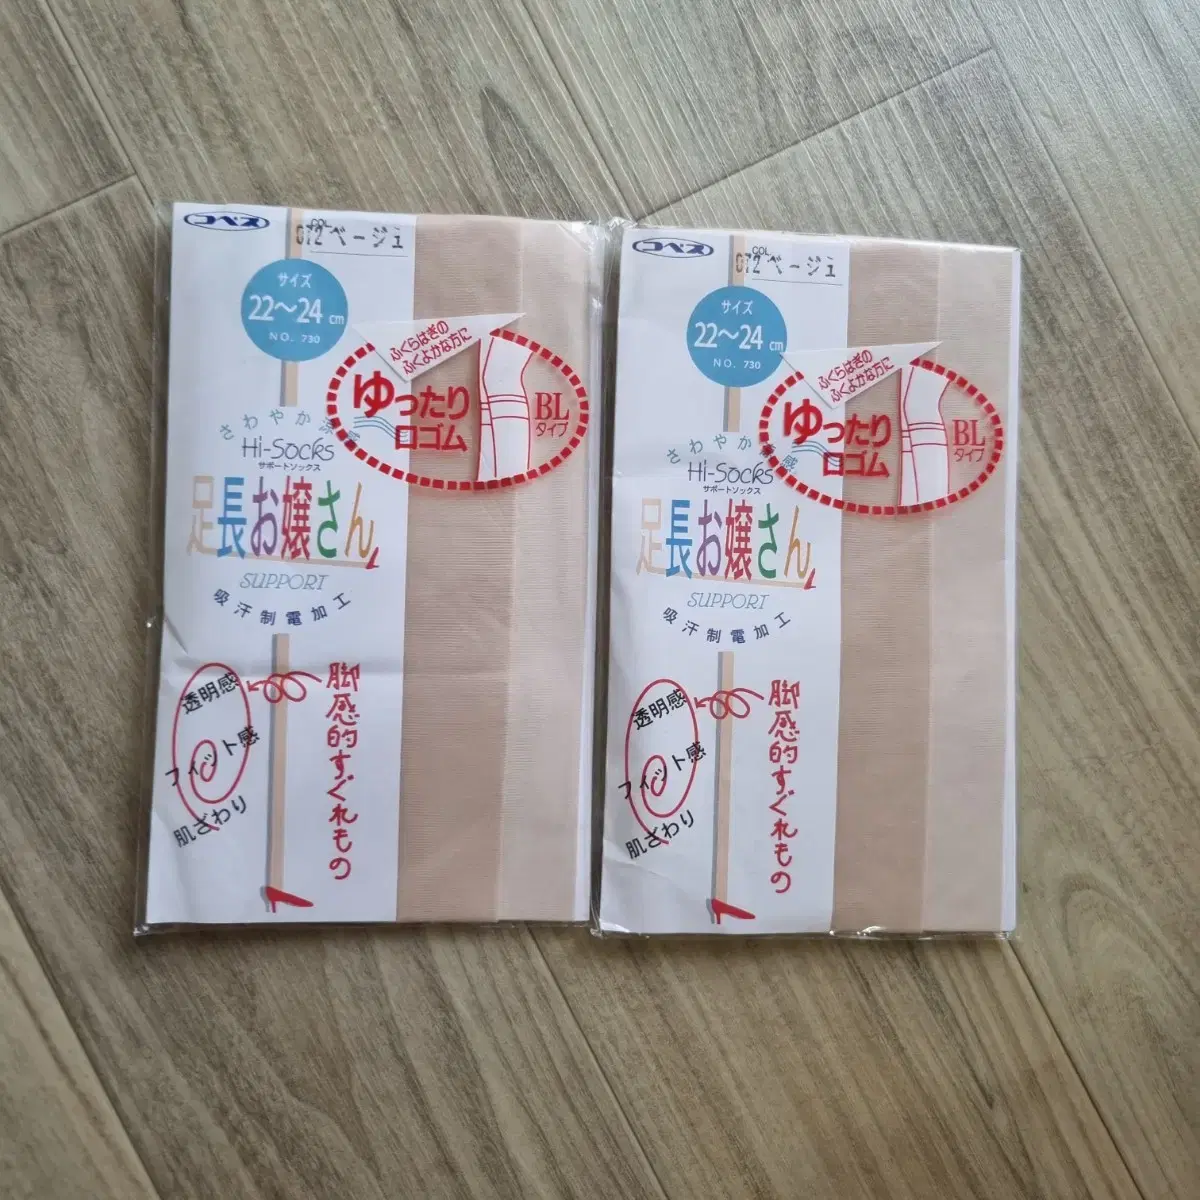 コベス
COL
072 ベージュ
サイズ
22〜24 cm
NO. 730
ふくらはぎの
ふくよかな方に
ゆったり
口ゴム
BL
タイプ
さわやか
Hi-Socks
サポートソックス
足長お嬢さん
SUPPORT
吸汗制電加工
脚感的すぐれもの
透明感
フィット感
肌ざわり
コベス
COL
072 ベージュ
サイズ
22〜24 cm
NO. 730
ふくらはぎの
ふくよかな方に
ゆったり
口ゴム
BL
タイプ
さわやか
Hi-Socks
サポートソックス
足長お嬢さん
SUPPORT
吸汗制電加工
脚感的すぐれもの
透明感
フィット感
肌ざわり